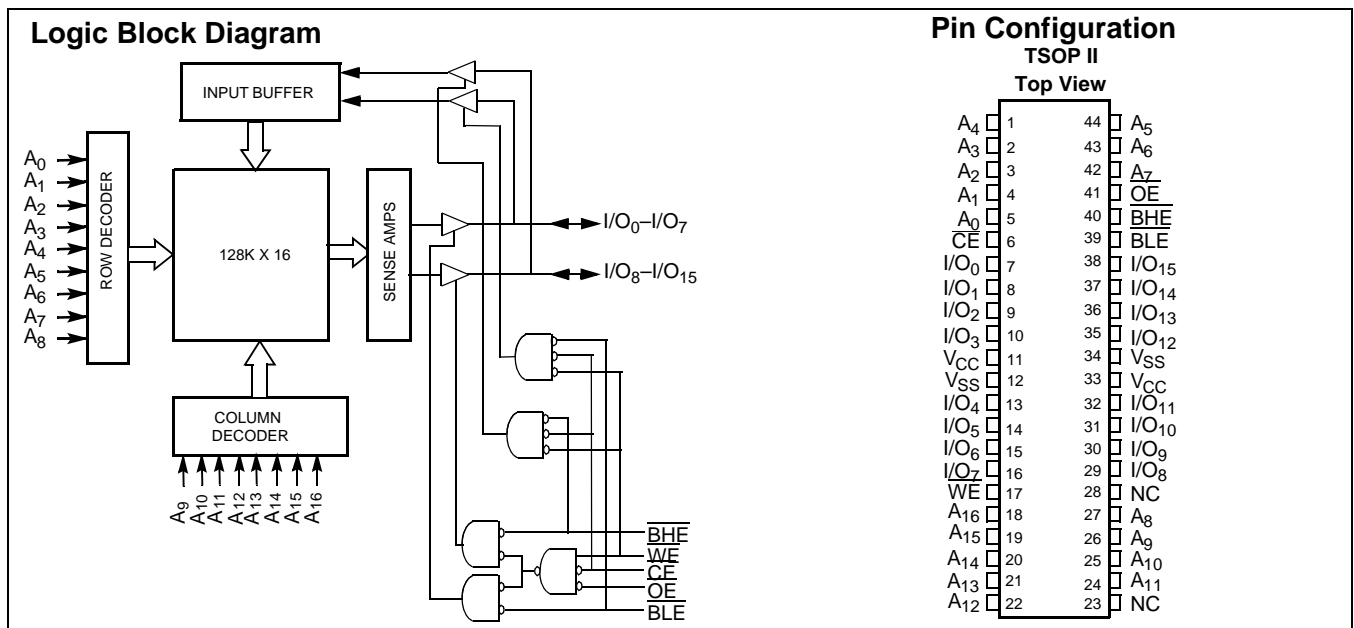 Logic Block Diagram
INPUT BUFFER
A0
A1
A2
A3
A4
A5
A6
A7
A8
ROW DECODER
128K X 16
SENSE AMPS
I/O0–I/O7
I/O8–I/O15
COLUMN
DECODER
A9
A10
A11
A12
A13
A14
A15
A16
BHE
WE
CE
OE
BLE
Pin Configuration
TSOP II
Top View
A4 1 44 A5
A3 2 43 A6
A2 3 42 A7
A1 4 41 OE
A0 5 40 BHE
CE 6 39 BLE
I/O0 7 38 I/O15
I/O1 8 37 I/O14
I/O2 9 36 I/O13
I/O3 10 35 I/O12
VCC 11 34 VSS
VSS 12 33 VCC
I/O4 13 32 I/O11
I/O5 14 31 I/O10
I/O6 15 30 I/O9
I/O7 16 29 I/O8
WE 17 28 NC
A16 18 27 A8
A15 19 26 A9
A14 20 25 A10
A13 21 24 A11
A12 22 23 NC